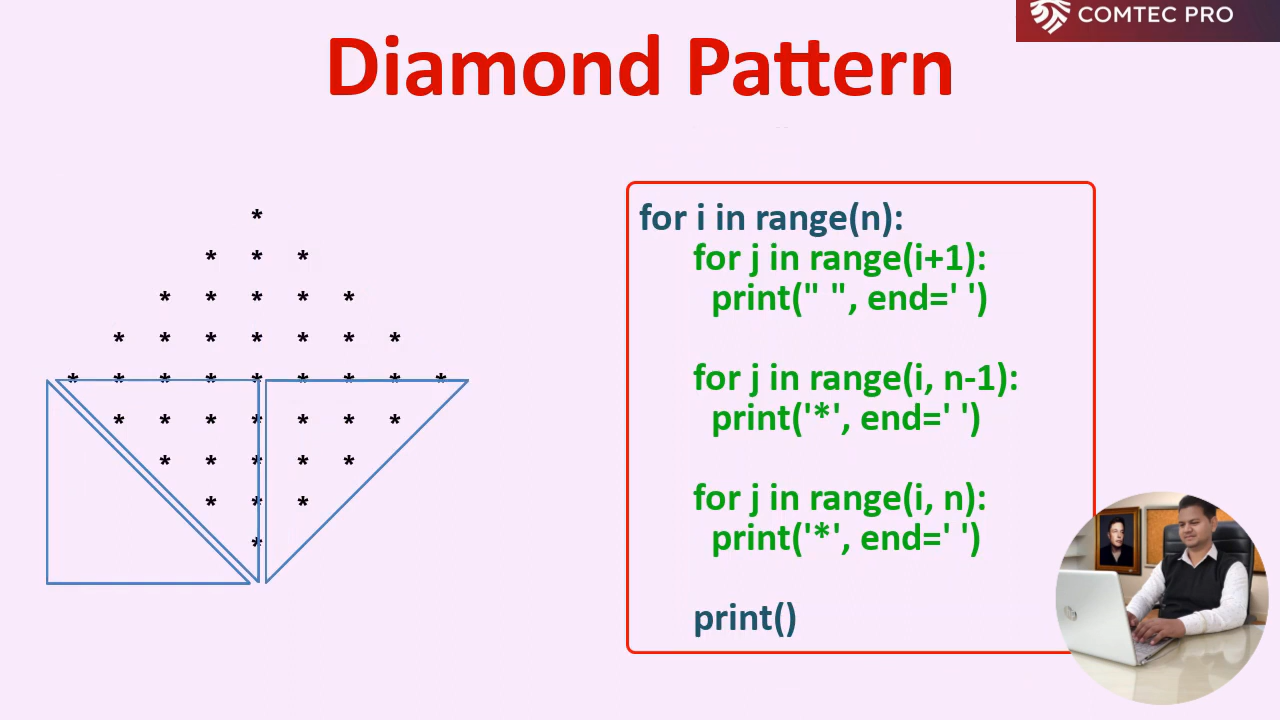 COMTEC PRO
Diamond Pattern
*
* * *
* * * * *
* * * * * * *
* * * * * * * * *
* * * * * * *
* * * * *
* * *
*
for i in range(n):
for j in range(i+1):
print(" ", end=' ')
for j in range(i, n-1):
print('*', end=' ')
for j in range(i, n):
print('*', end=' ')
print()